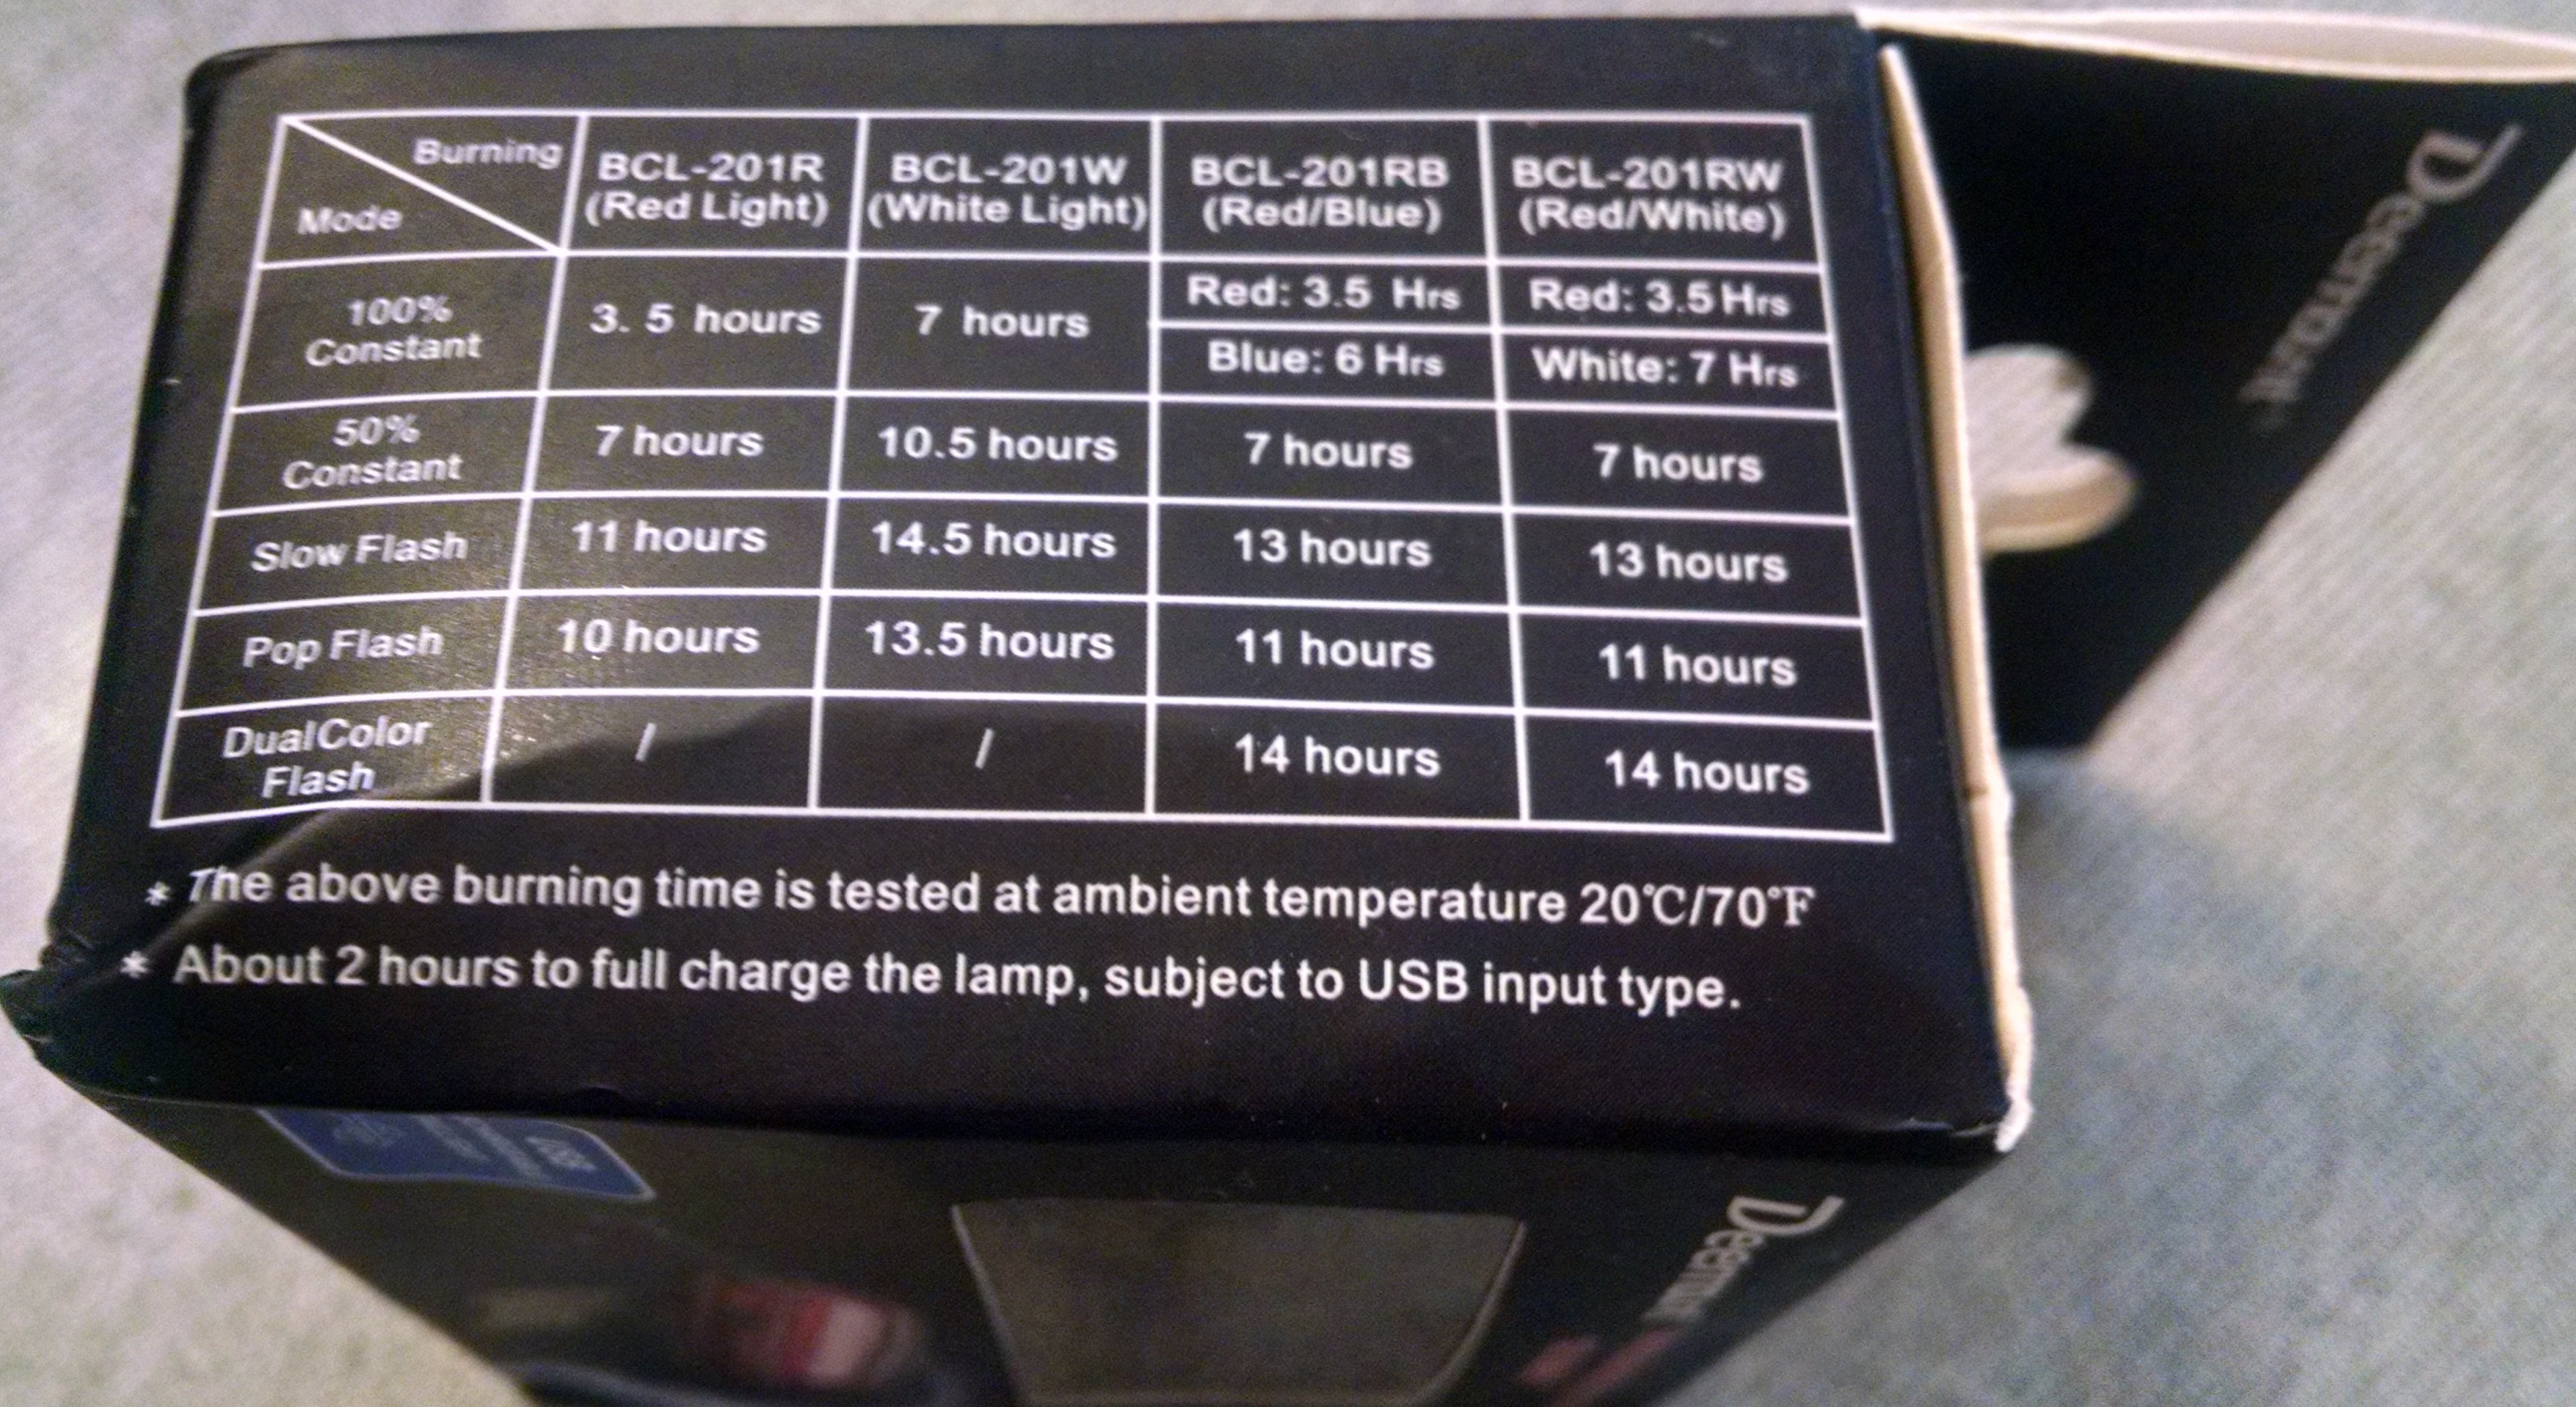 Burning
Mode
BCL-201R
(Red Light)
BCL-201W
(White Light)
BCL-201RB
(Red/Blue)
BCL-201RW
(Red/White)
100%
Constant
3. 5 hours
7 hours
Red: 3.5 Hrs
Blue: 6 Hrs
Red: 3.5 Hrs
White: 7 Hrs
50%
Constant
7 hours
10.5 hours
7 hours
7 hours
Slow Flash
11 hours
14.5 hours
13 hours
13 hours
Pop Flash
10 hours
13.5 hours
11 hours
11 hours
DualColor
Flash
/
/
14 hours
14 hours
* The above burning time is tested at ambient temperature 20℃/70℉
* About 2 hours to full charge the lamp, subject to USB input type.
USB